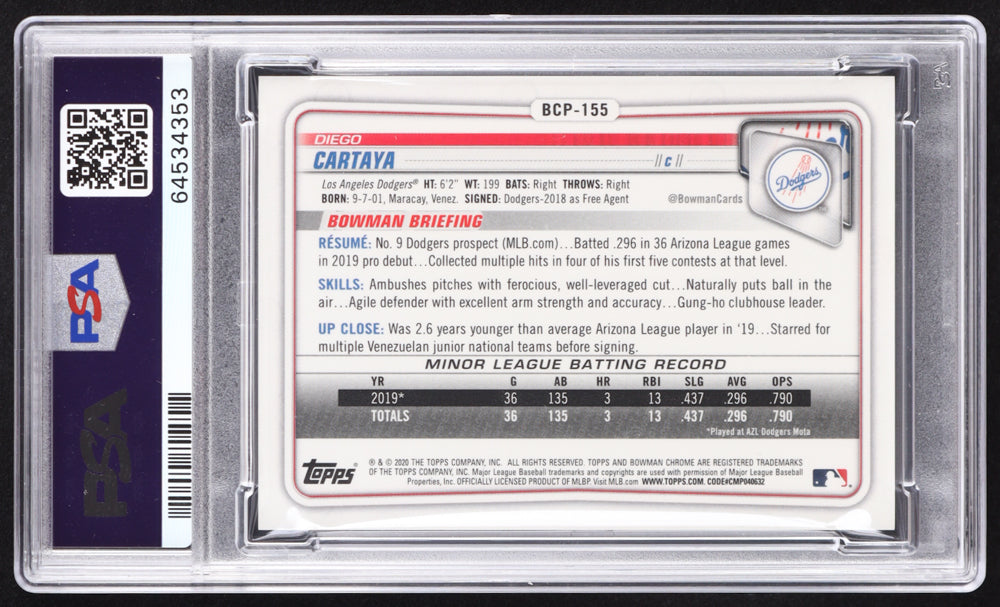 64534353
PSA
PSA
PSA
BCP-155
DIEGO
CARTAYA
// C //
Dodgers
Los Angeles Dodgers® HT: 6'2" WT: 199 BATS: Right THROWS: Right
BORN: 9-7-01, Maracay, Venez. SIGNED: Dodgers-2018 as Free Agent
@BowmanCards
BOWMAN BRIEFING
RÉSUMÉ: No. 9 Dodgers prospect (MLB.com)...Batted .296 in 36 Arizona League games
in 2019 pro debut...Collected multiple hits in four of his first five contests at that level.
SKILLS: Ambushes pitches with ferocious, well-leveraged cut...Naturally puts ball in the
air...Agile defender with excellent arm strength and accuracy...Gung-ho clubhouse leader.
UP CLOSE: Was 2.6 years younger than average Arizona League player in '19...Starred for
multiple Venezuelan junior national teams before signing.
MINOR LEAGUE BATTING RECORD
YR G AB HR RBI SLG AVG OPS
2019* 36 135 3 13 .437 .296 .790
TOTALS 36 135 3 13 .437 .296 .790
*Played at AZL Dodgers Mota
Topps
® & © 2020 THE TOPPS COMPANY, INC. ALL RIGHTS RESERVED. TOPPS AND BOWMAN CHROME ARE REGISTERED TRADEMARKS
OF THE TOPPS COMPANY, INC. Major League Baseball trademarks and copyrights are used with permission of Major League Baseball
Properties, Inc. OFFICIALLY LICENSED PRODUCT OF MLBP. Visit MLB.com WWW.TOPPS.COM. CODE#CMP040632